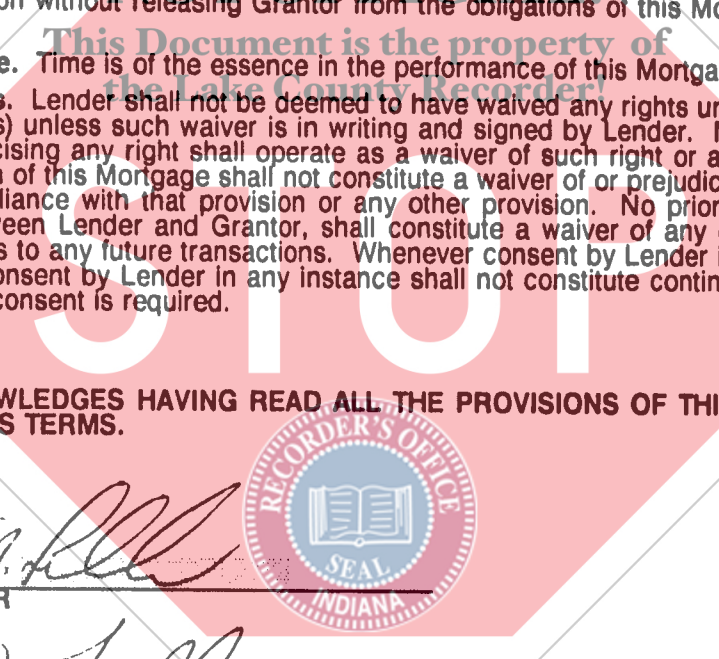 on without releasing Grantor from the obligations of this Mo
This Document is the property of
e. Time is of the essence in the performance of this Mortga
the Lake County Recorder!
s. Lender shall not be deemed to have waived any rights un
s) unless such waiver is in writing and signed by Lender.
cising any right shall operate as a waiver of such right or a
n of this Mortgage shall not constitute a waiver of or prejudic
liance with that provision or any other provision. No prior
ween Lender and Grantor, shall constitute a waiver of any
s to any future transactions. Whenever consent by Lender i
onsent by Lender in any instance shall not constitute contin
consent is required.
STOP
WLEDGES HAVING READ ALL THE PROVISIONS OF THI
S TERMS.
RECORDER'S OFFICE
SEAL
INDIANA
R